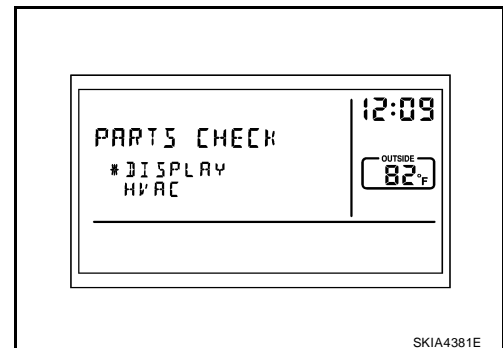 PARTS CHECK
*DISPLAY
HVAC
12:09
OUTSIDE
82°F
SKIA4381E